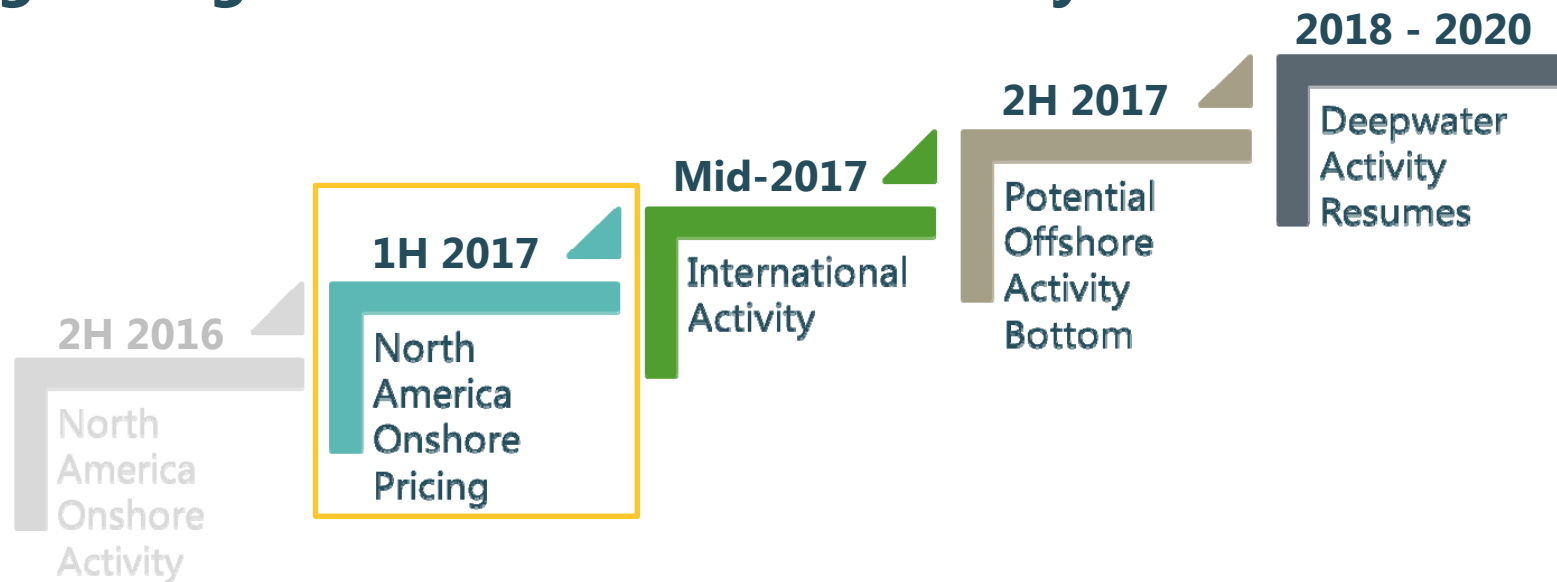 2H 2016
North
America
Onshore
Activity
1H 2017
North
America
Onshore
Pricing
Mid-2017
International
Activity
2H 2017
Potential
Offshore
Activity
Bottom
2018 - 2020
Deepwater
Activity
Resumes